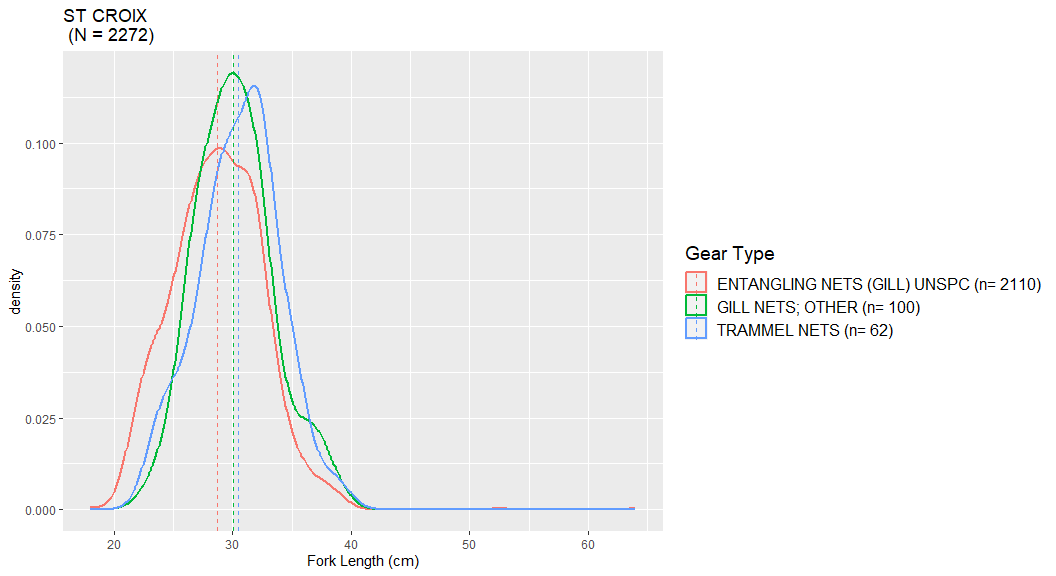 ST CROIX
(N = 2272)
0.100
0.075
0.050
0.025
0.000
density
20 30 40 50 60
Fork Length (cm)
Gear Type
ENTANGLING NETS (GILL) UNSPC (n= 2110)
GILL NETS; OTHER (n= 100)
TRAMMEL NETS (n= 62)